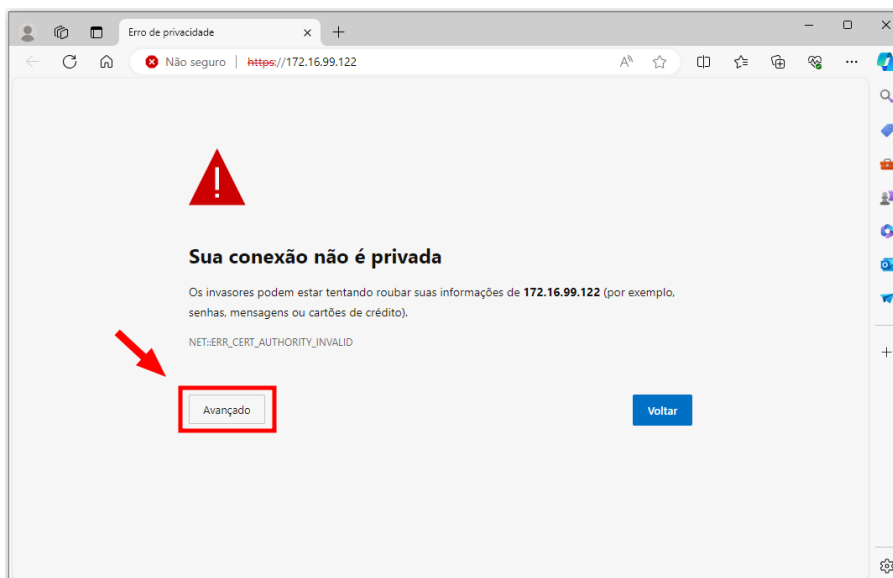 Erro de privacidade
Não seguro | https://172.16.99.122
Sua conexão não é privada
Os invasores podem estar tentando roubar suas informações de 172.16.99.122 (por exemplo,
senhas, mensagens ou cartões de crédito).
NET::ERR_CERT_AUTHORITY_INVALID
Avançado
Voltar